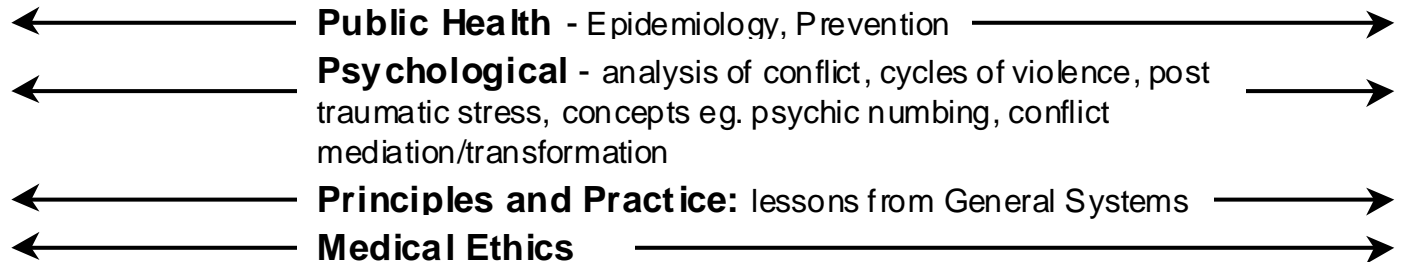 Public Health - Epidemiology, Prevention
Psychological - analysis of conflict, cycles of violence, post
traumatic stress, concepts eg. psychic numbing, conflict
mediation/transformation
Principles and Practice: lessons from General Systems
Medical Ethics